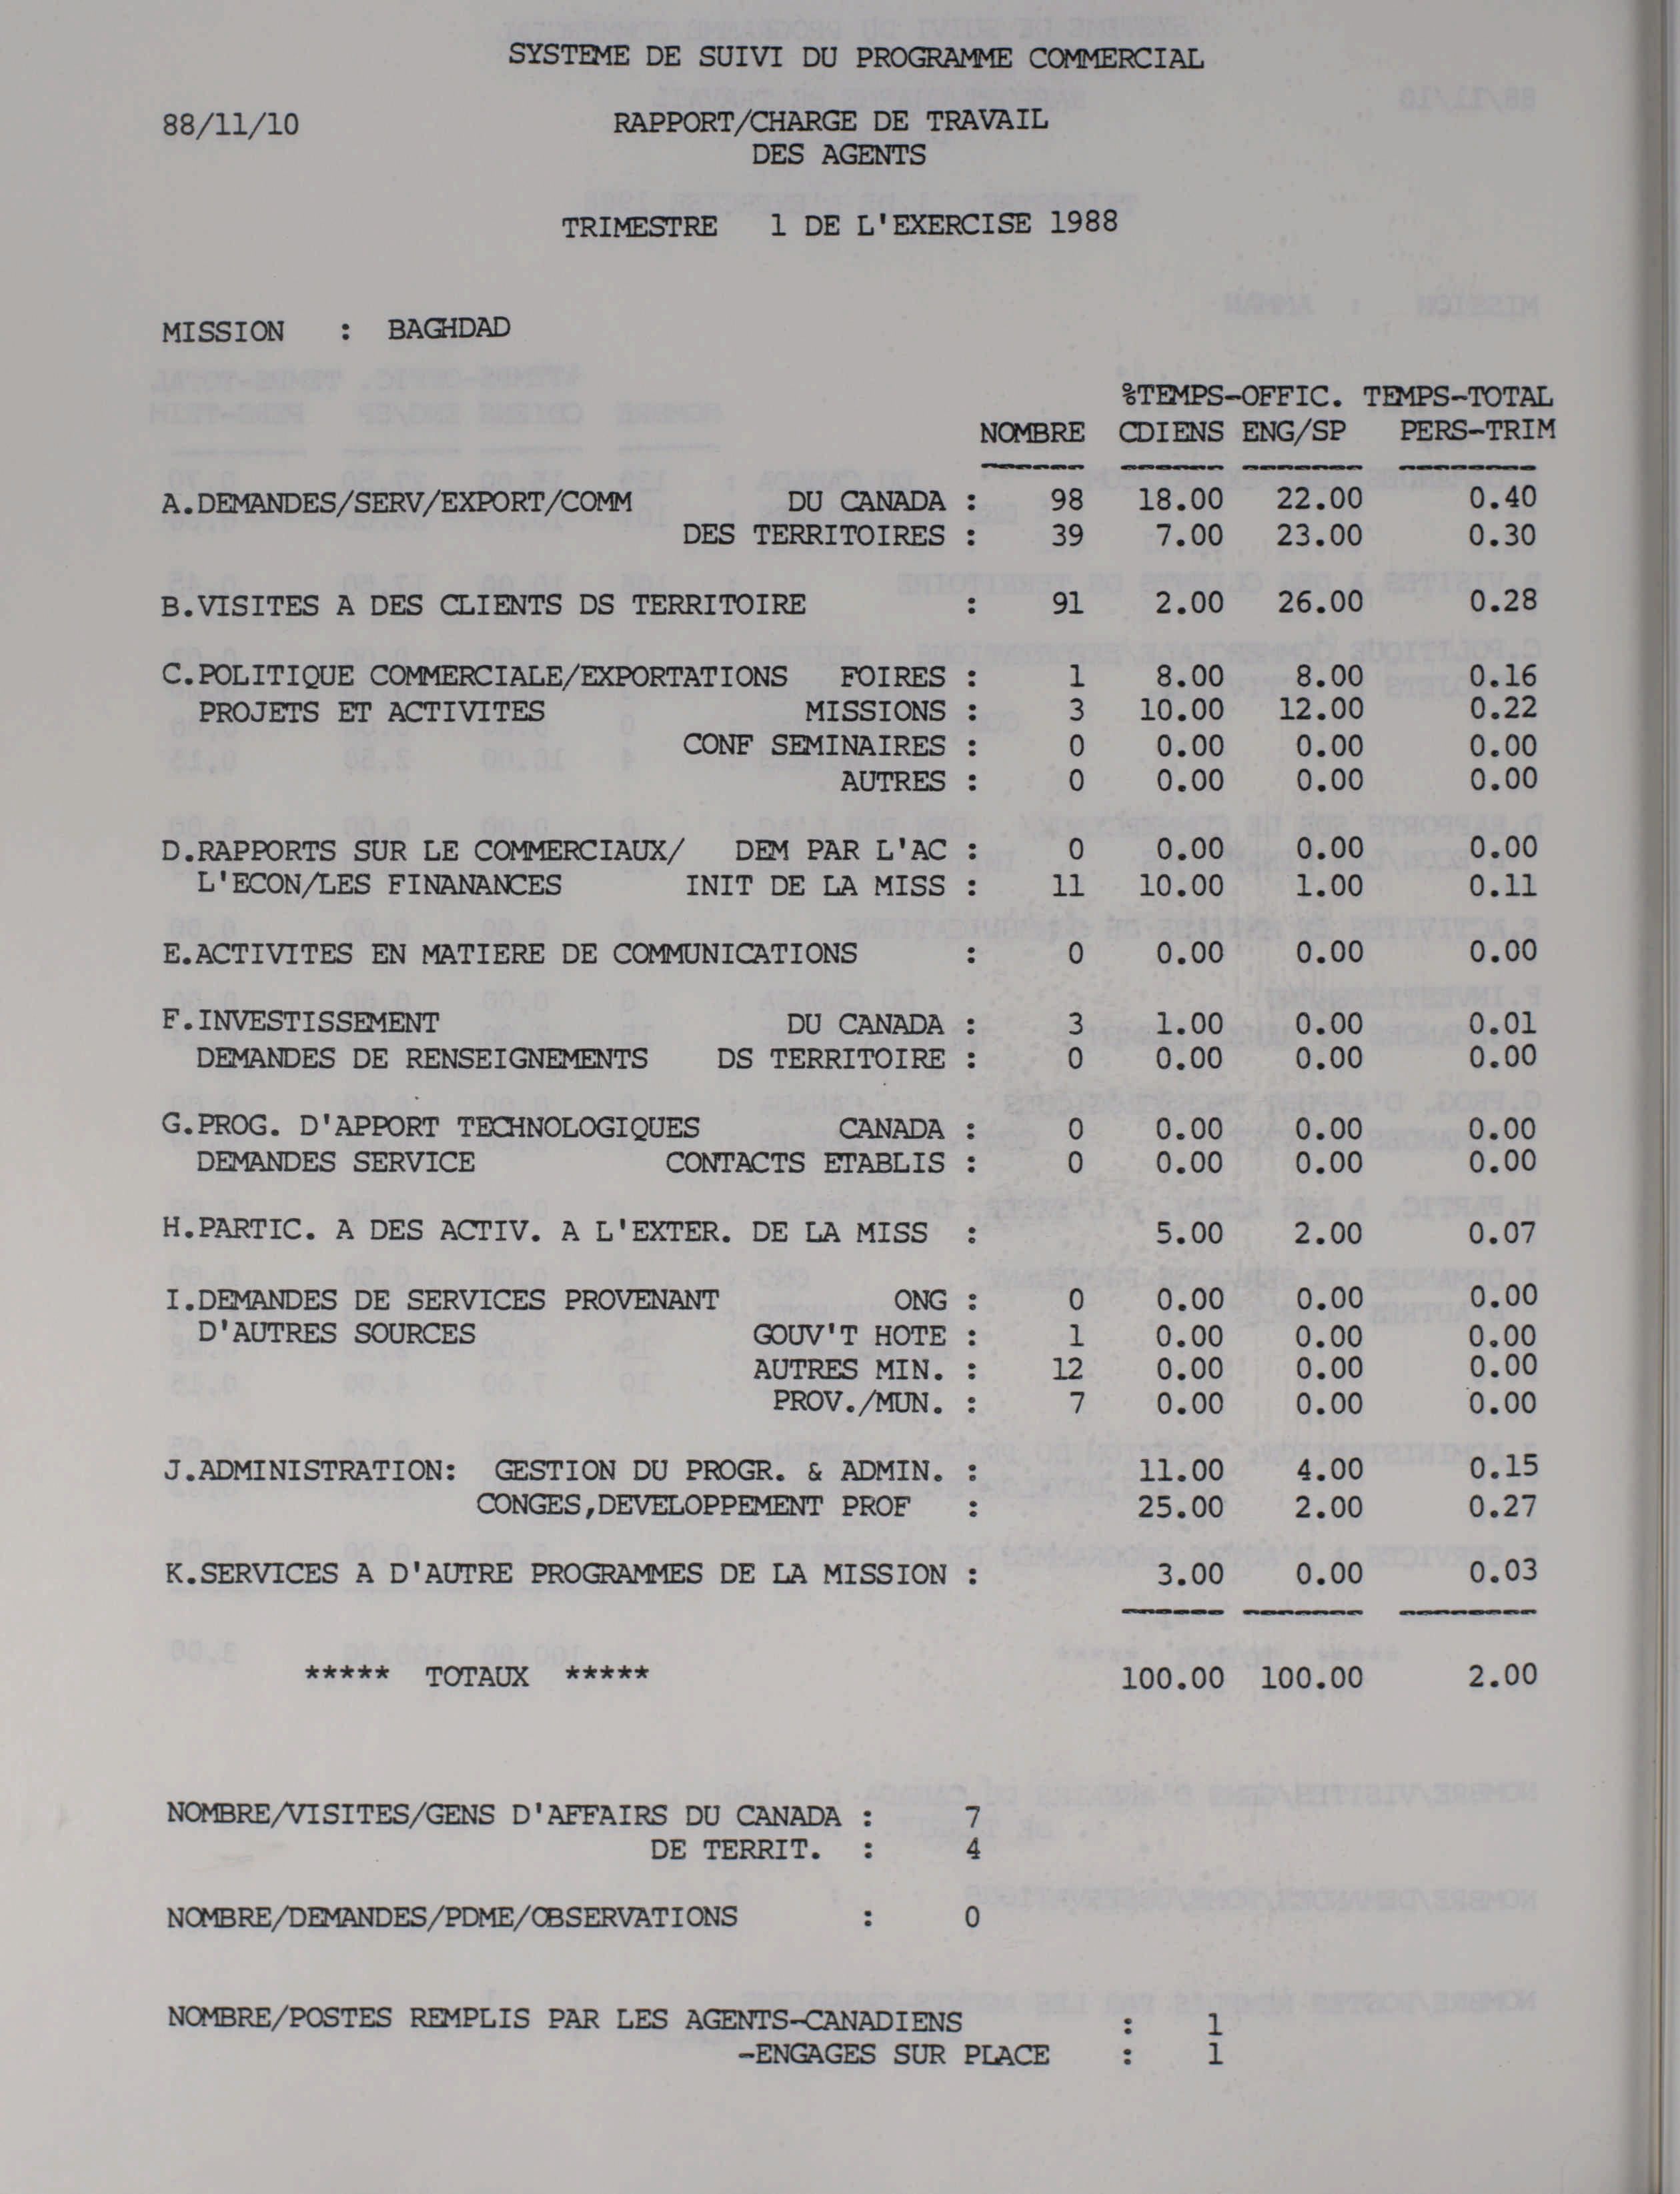 SYSTEME DE SUIVI DU PROGRAMME COMMERCIAL
88/11/10 RAPPORT/CHARGE DE TRAVAIL
DES AGENTS
TRIMESTRE 1 DE L'EXERCISE 1988
MISSION : BAGHDAD
%TEMPS-OFFIC. TEMPS-TOTAL
NOMBRE CDIENS ENG/SP PERS-TRIM
A.DEMANDES/SERV/EXPORT/COMM DU CANADA : 98 18.00 22.00 0.40
DES TERRITOIRES : 39 7.00 23.00 0.30
B.VISITES A DES CLIENTS DS TERRITOIRE : 91 2.00 26.00 0.28
C.POLITIQUE COMMERCIALE/EXPORTATIONS FOIRES : 1 8.00 8.00 0.16
PROJETS ET ACTIVITES MISSIONS : 3 10.00 12.00 0.22
CONF SEMINAIRES : 0 0.00 0.00 0.00
AUTRES : 0 0.00 0.00 0.00
D.RAPPORTS SUR LE COMMERCIAUX/ DEM PAR L'AC : 0 0.00 0.00 0.00
L'ECON/LES FINANANCES INIT DE LA MISS : 11 10.00 1.00 0.11
E.ACTIVITES EN MATIERE DE COMMUNICATIONS : 0 0.00 0.00 0.00
F.INVESTISSEMENT DU CANADA : 3 1.00 0.00 0.01
DEMANDES DE RENSEIGNEMENTS DS TERRITOIRE : 0 0.00 0.00 0.00
G.PROG. D'APPORT TECHNOLOGIQUES CANADA : 0 0.00 0.00 0.00
DEMANDES SERVICE CONTACTS ETABLIS : 0 0.00 0.00 0.00
H.PARTIC. A DES ACTIV. A L'EXTER. DE LA MISS : 5.00 2.00 0.07
I.DEMANDES DE SERVICES PROVENANT ONG : 0 0.00 0.00 0.00
D'AUTRES SOURCES GOUV'T HOTE : 1 0.00 0.00 0.00
AUTRES MIN. : 12 0.00 0.00 0.00
PROV./MUN. : 7 0.00 0.00 0.00
J.ADMINISTRATION: GESTION DU PROGR. & ADMIN. : 11.00 4.00 0.15
CONGES,DEVELOPPEMENT PROF : 25.00 2.00 0.27
K.SERVICES A D'AUTRE PROGRAMMES DE LA MISSION : 3.00 0.00 0.03
***** TOTAUX ***** 100.00 100.00 2.00
NOMBRE/VISITES/GENS D'AFFAIRS DU CANADA : 7
DE TERRIT. : 4
NOMBRE/DEMANDES/PDME/OBSERVATIONS : 0
NOMBRE/POSTES REMPLIS PAR LES AGENTS-CANADIENS : 1
-ENGAGES SUR PLACE : 1